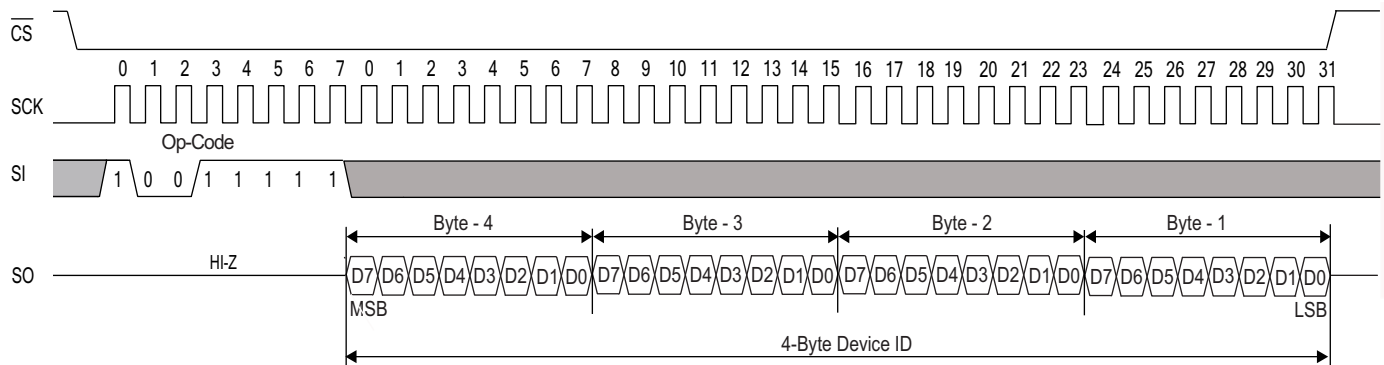 CS
0 1 2 3 4 5 6 7 0 1 2 3 4 5 6 7 8 9 10 11 12 13 14 15 16 17 18 19 20 21 22 23 24 25 26 27 28 29 30 31
SCK
Op-Code
SI 1 0 0 1 1 1 1 1
Byte - 4 Byte - 3 Byte - 2 Byte - 1
HI-Z
SO D7 D6 D5 D4 D3 D2 D1 D0 D7 D6 D5 D4 D3 D2 D1 D0 D7 D6 D5 D4 D3 D2 D1 D0 D7 D6 D5 D4 D3 D2 D1 D0
MSB LSB
4-Byte Device ID